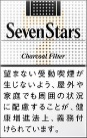 SevenStars
Charcoal Filter
望まない受動喫煙が
生じないよう、屋外や
家庭でも周囲の状況
に配慮することが、健
康増進法上、義務付
けられています。